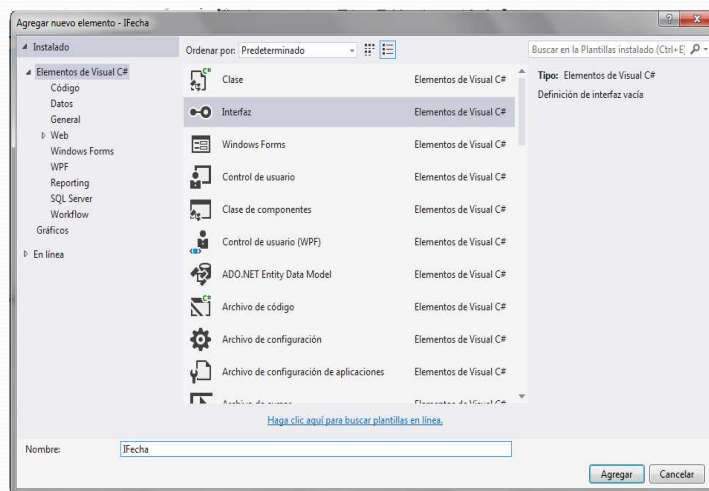 Agregar nuevo elemento - IFecha
Instalado
Ordenar por: Predeterminado
Buscar en la Plantillas instalado (Ctrl+E)
Elementos de Visual C#
Código
Datos
General
Web
Windows Forms
WPF
Reporting
SQL Server
Workflow
Gráficos
En línea
Clase Elementos de Visual C#
Interfaz Elementos de Visual C#
Windows Forms Elementos de Visual C#
Control de usuario Elementos de Visual C#
Clase de componentes Elementos de Visual C#
Control de usuario (WPF) Elementos de Visual C#
ADO.NET Entity Data Model Elementos de Visual C#
Archivo de código Elementos de Visual C#
Archivo de configuración Elementos de Visual C#
Archivo de configuración de aplicaciones Elementos de Visual C#
Tipo: Elementos de Visual C#
Definición de interfaz vacía
Haga clic aquí para buscar plantillas en línea.
Nombre: IFecha
Agregar Cancelar